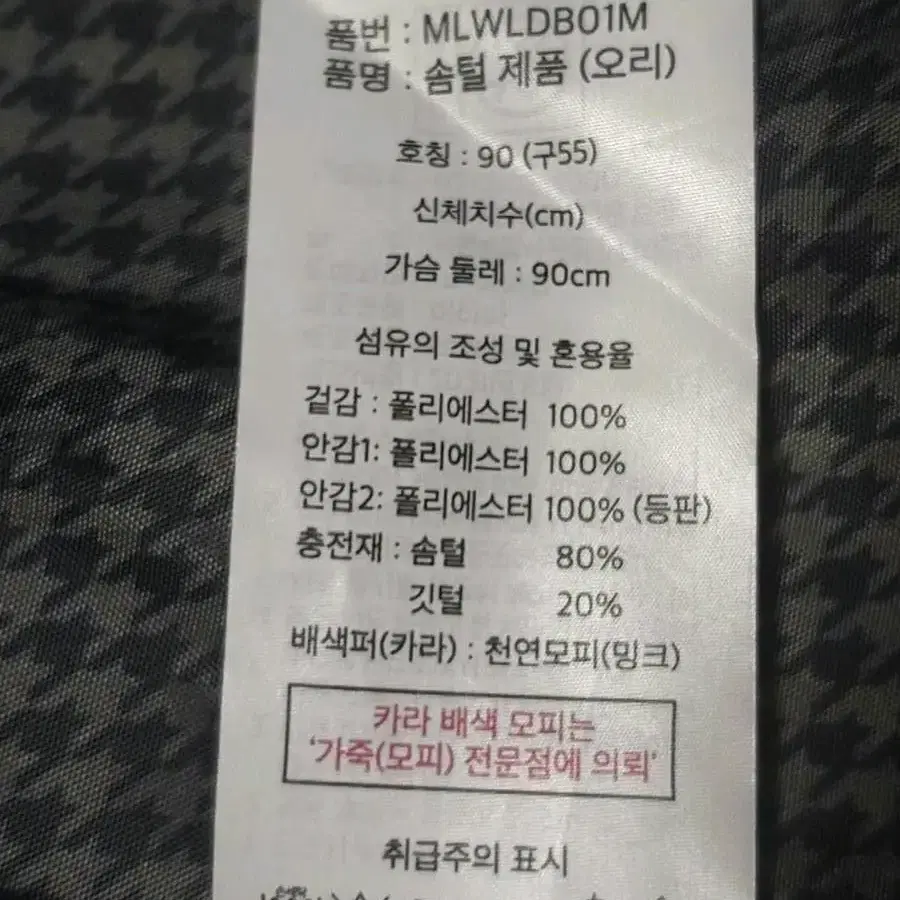 품번 : MLWLDB01M
품명 : 솜털 제품 (오리)
호칭 : 90 (구55)
신체치수(cm)
가슴 둘레 : 90cm
섬유의 조성 및 혼용율
겉감 : 폴리에스터 100%
안감1: 폴리에스터 100%
안감2: 폴리에스터 100% (등판)
충전재 : 솜털 80%
깃털 20%
배색퍼(카라) : 천연모피(밍크)
카라 배색 모피는
'가죽(모피) 전문점에 의뢰'
취급주의 표시